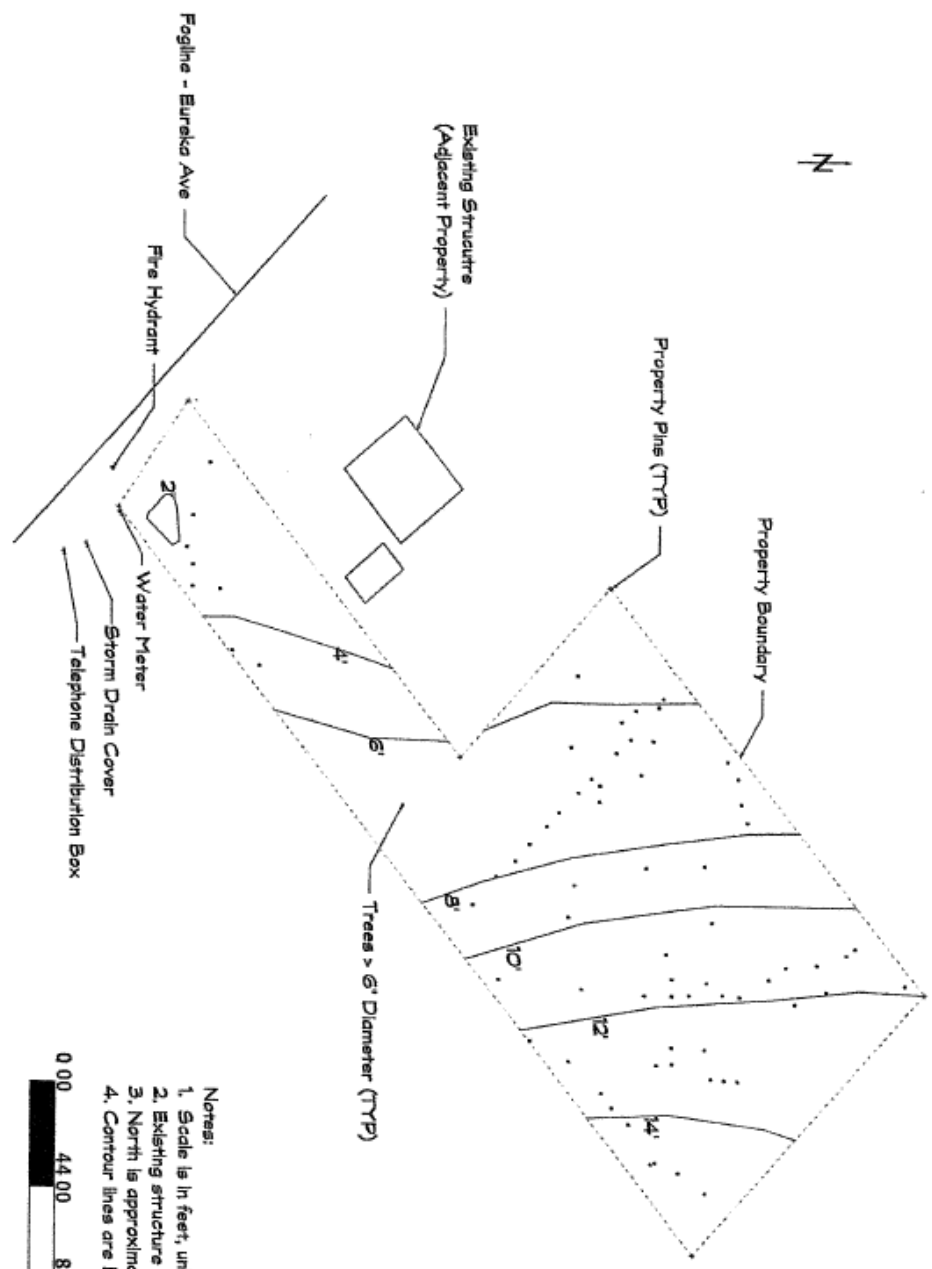 N
Fogline - Eureka Ave
Fire Hydrant
Existing Strucutre
(Adjacent Property)
Property Pins (TYP)
Property Boundary
2'
Water Meter
Storm Drain Cover
Telephone Distribution Box
4'
6'
Trees > 6" Diameter (TYP)
8'
10'
12'
14'
Notes:
1. Scale is in feet, un
2. Existing structure
3. North is approxima
4. Contour lines are
0 00
44 00
8